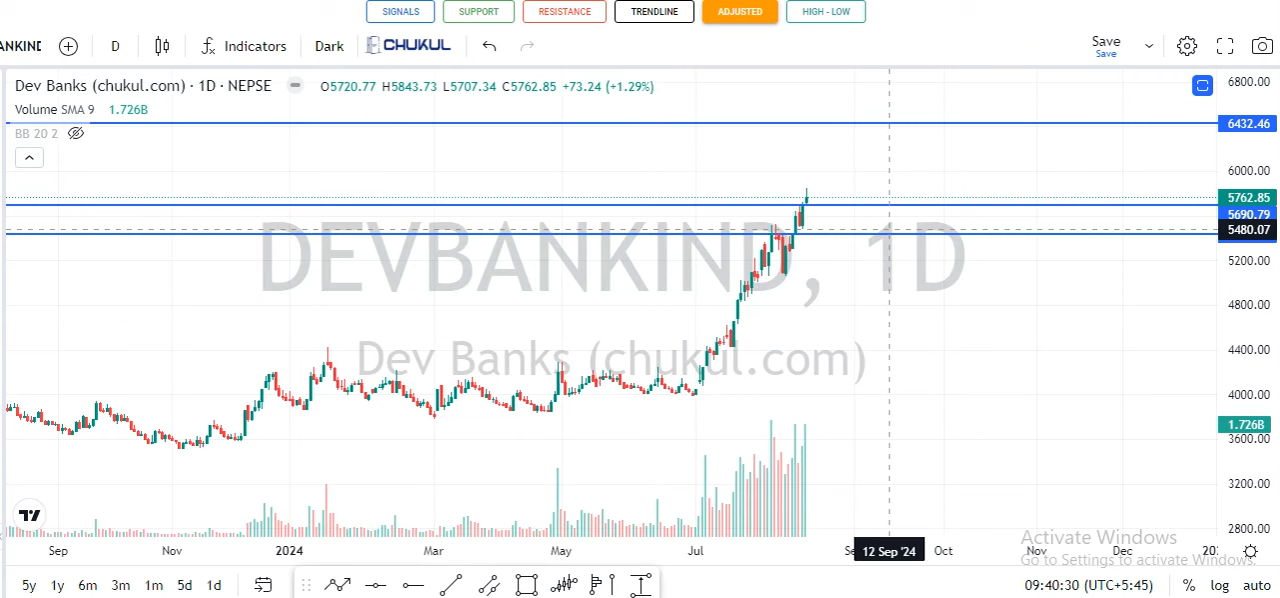 SIGNALS SUPPORT RESISTANCE TRENDLINE ADJUSTED HIGH - LOW
ANKIND D Indicators Dark CHUKUL Save
Save
Dev Banks (chukul.com) · 1D · NEPSE O5720.77 H5843.73 L5707.34 C5762.85 +73.24 (+1.29%)
Volume SMA 9 1.726B
BB 20 2
6800.00
6432.46
6000.00
5762.85
5690.79
5480.07
5200.00
4800.00
4400.00
4000.00
1.726B
3600.00
3200.00
2800.00
DEVBANKIND, 1D
Dev Banks (chukul.com)
Activate Windows
Go to Settings to activate Windows.
Sep Nov 2024 Mar May Jul 12 Sep '24 Oct Nov Dec
5y 1y 6m 3m 1m 5d 1d 09:40:30 (UTC+5:45) % log auto